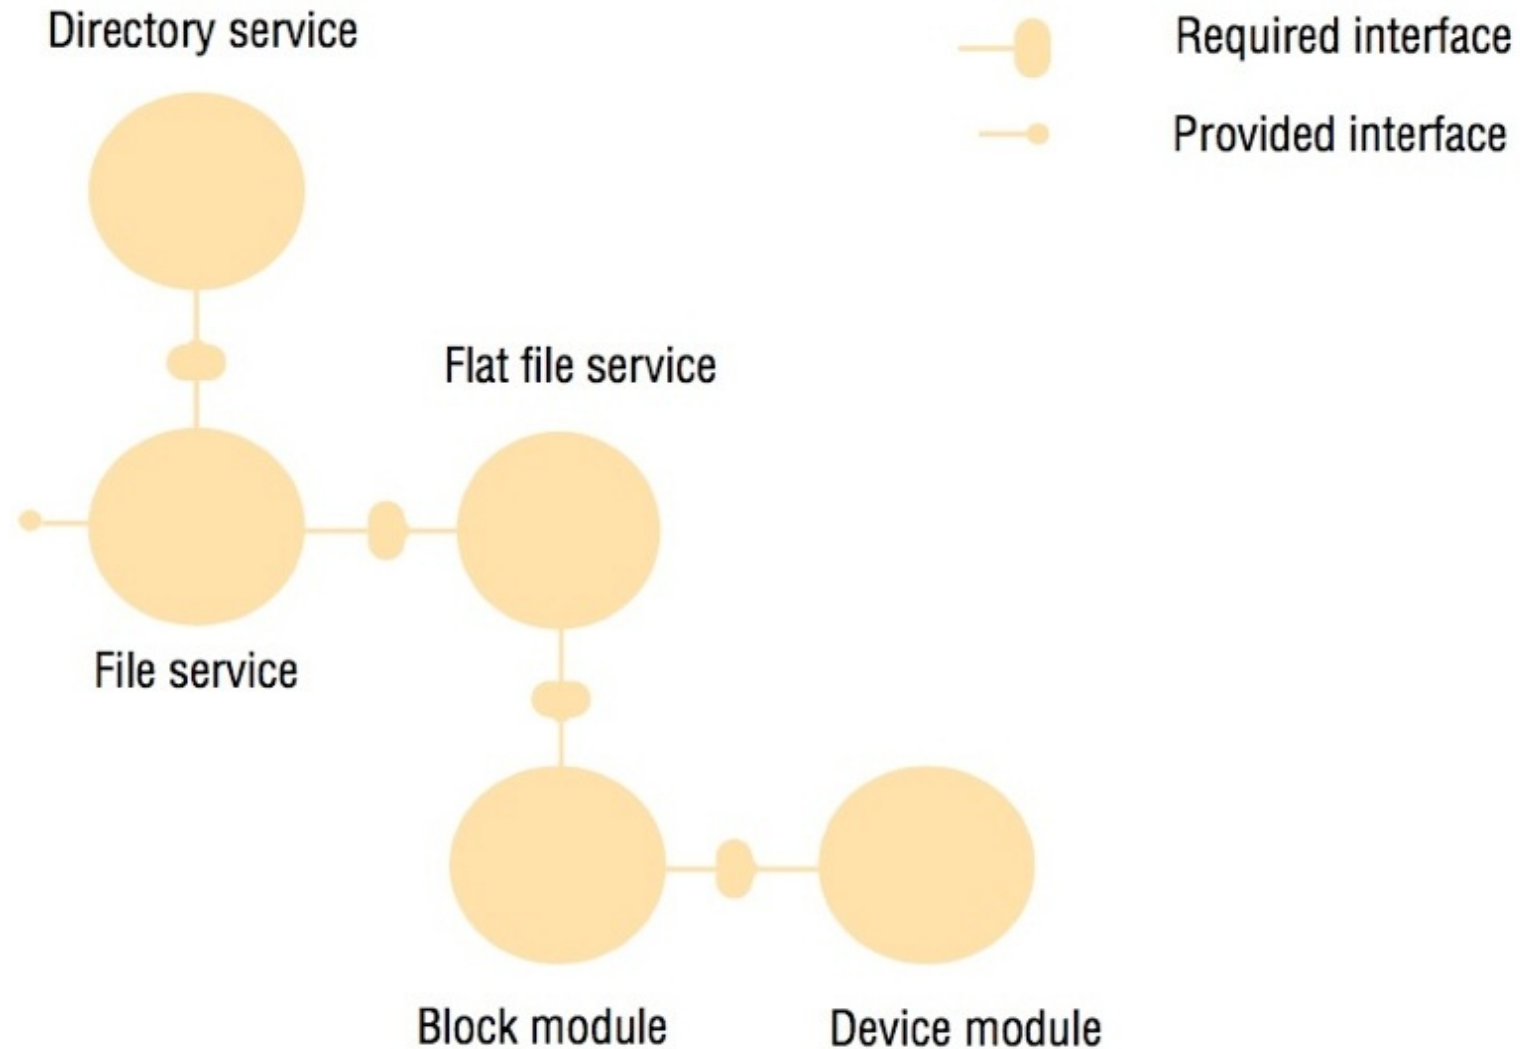 Directory service
Required interface
Provided interface
Flat file service
File service
Block module
Device module